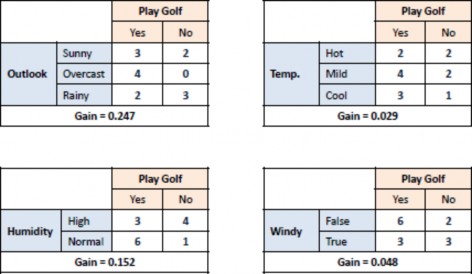 Play Golf
Yes No
Outlook
Sunny 3 2
Overcast 4 0
Rainy 2 3
Gain = 0.247
Play Golf
Yes No
Temp.
Hot 2 2
Mild 4 2
Cool 3 1
Gain = 0.029
Play Golf
Yes No
Humidity
High 3 4
Normal 6 1
Gain = 0.152
Play Golf
Yes No
Windy
False 6 2
True 3 3
Gain = 0.048